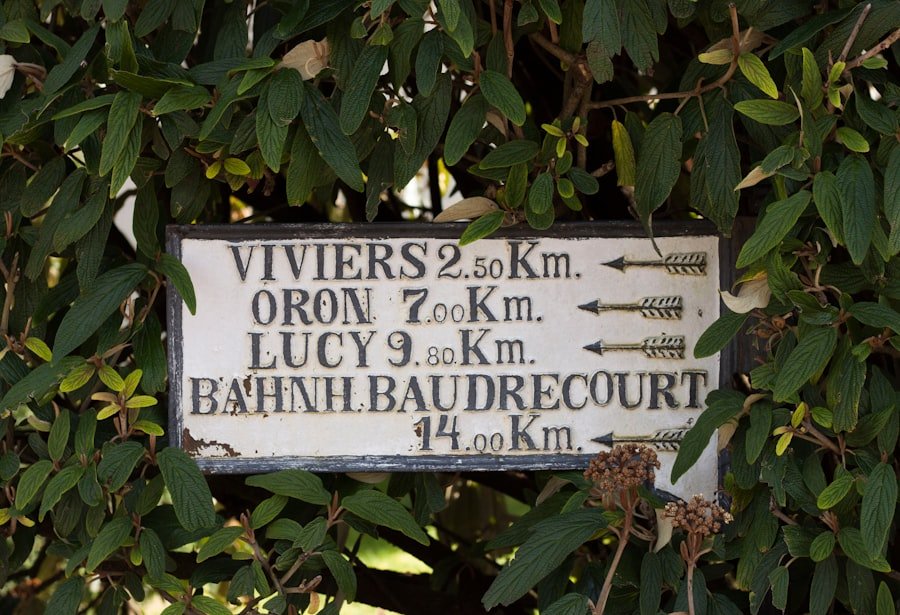 VIVIERS 2.50 Km.
ORON 7.00 Km.
LUCY 9.80. Km.
BAHNH. BAUDRECOURT
14.00 Km.